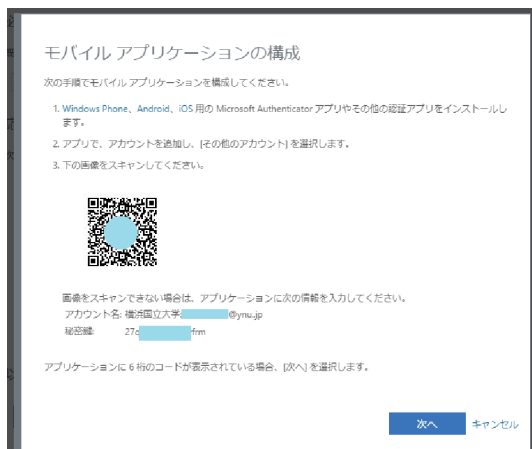 モバイル アプリケーションの構成
次の手順でモバイル アプリケーションを構成してください。
1. Windows Phone、Android、iOS 用の Microsoft Authenticator アプリやその他の認証アプリをインストールし
ます。
2. アプリで、アカウントを追加し、[その他のアカウント] を選択します。
3. 下の画像をスキャンしてください。
画像をスキャンできない場合は、アプリケーションに次の情報を入力してください。
アカウント名: 横浜国立大学: @ynu.jp
秘密鍵: 27c frm
アプリケーションに 6 桁のコードが表示されている場合、[次へ] を選択します。
次へ キャンセル